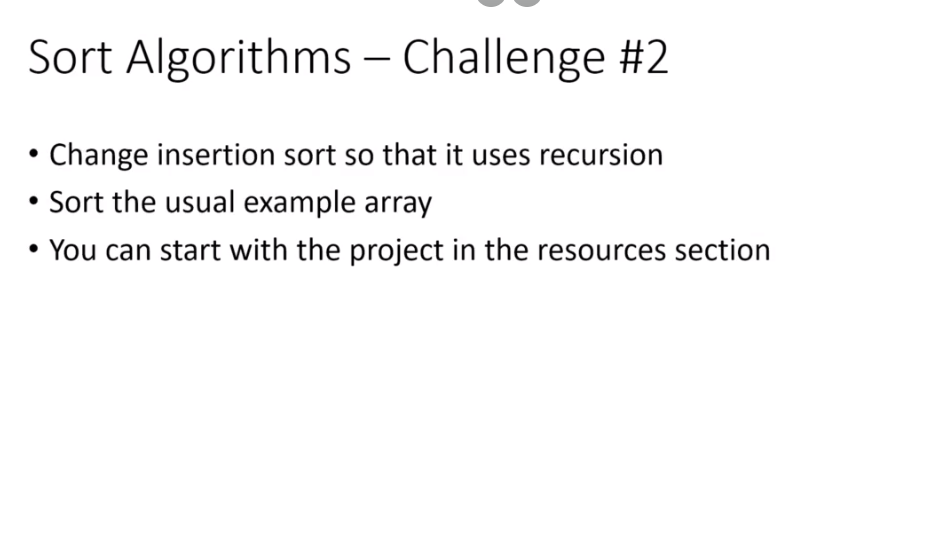 Sort Algorithms – Challenge #2
• Change insertion sort so that it uses recursion
• Sort the usual example array
• You can start with the project in the resources section